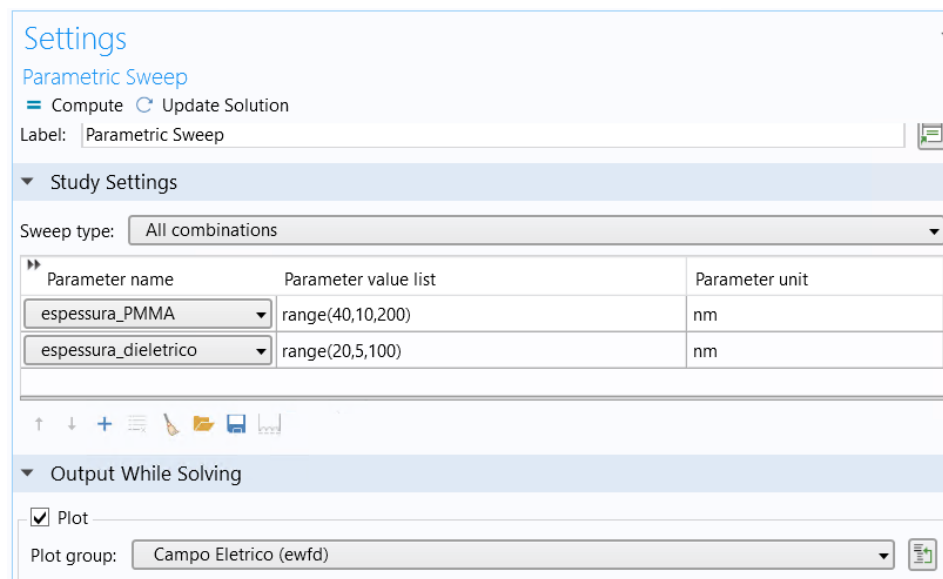 Settings
Parametric Sweep
= Compute Update Solution
Label: Parametric Sweep
Study Settings
Sweep type: All combinations
Parameter name Parameter value list Parameter unit
espessura_PMMA range(40,10,200) nm
espessura_dieletrico range(20,5,100) nm
Output While Solving
Plot
Plot group: Campo Eletrico (ewfd)